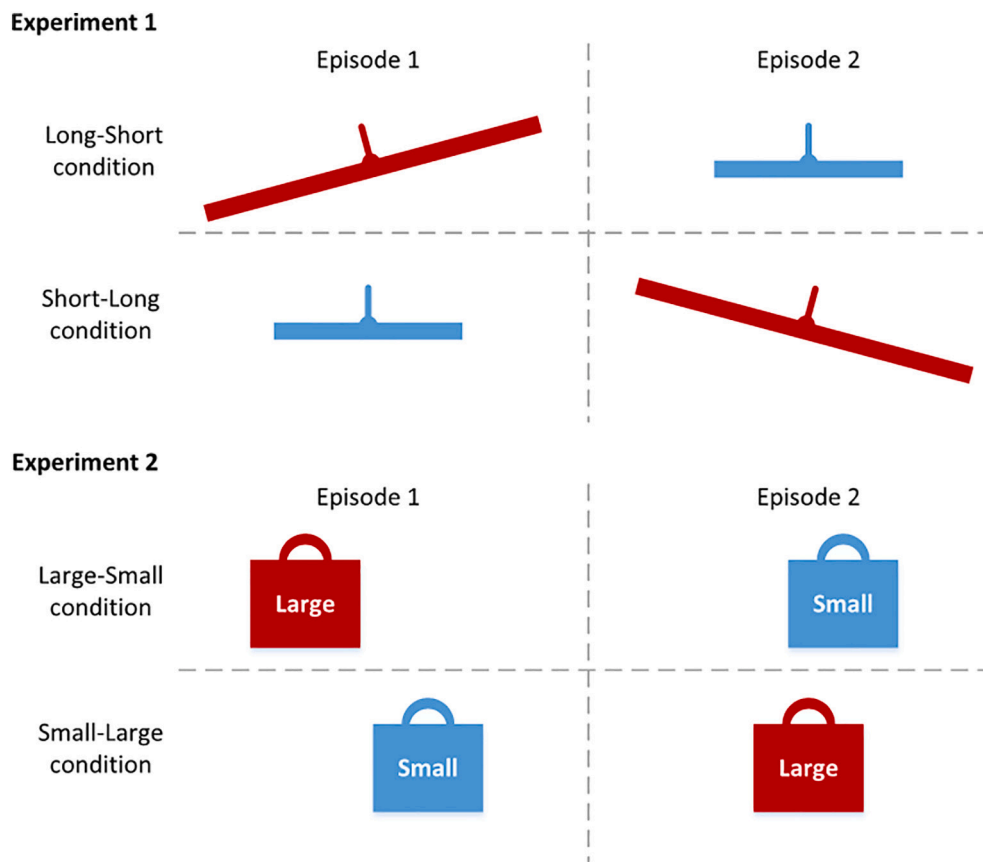 Experiment 1
Episode 1
Episode 2
Long-Short
condition
Short-Long
condition
Experiment 2
Episode 1
Episode 2
Large-Small
condition
Large
Small
Small-Large
condition
Small
Large